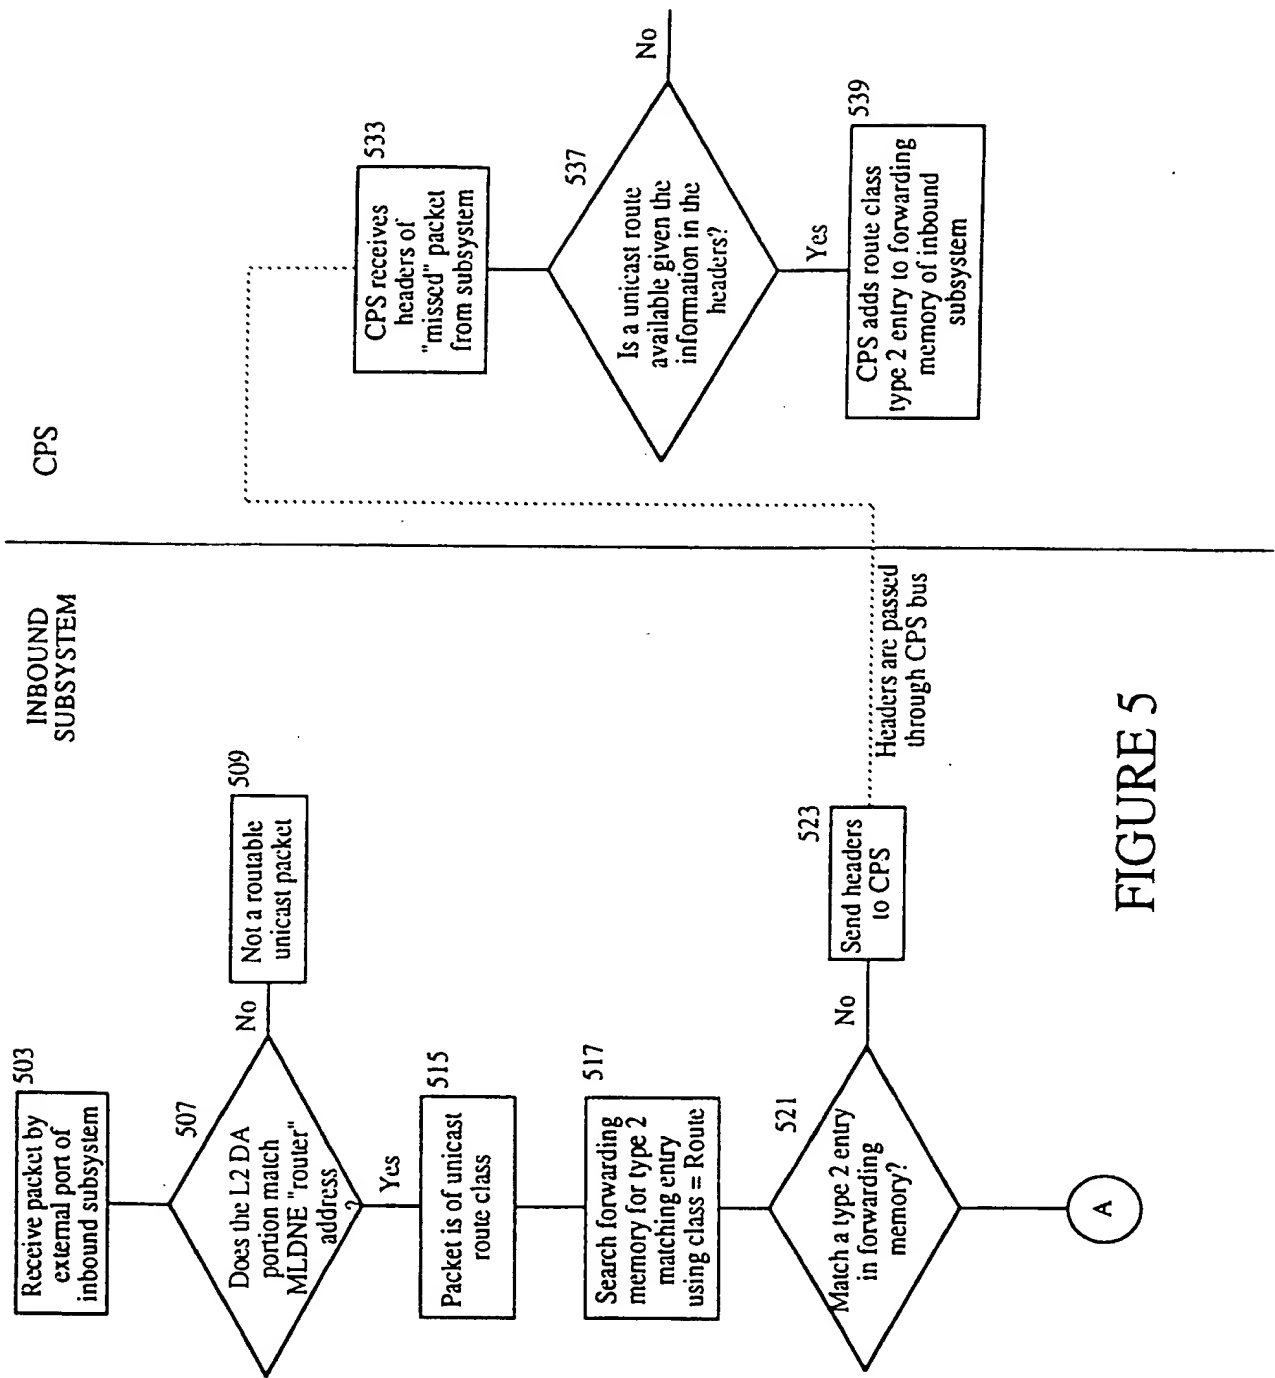 INBOUND
SUBSYSTEM
CPS
503
Receive packet by
external port of
inbound subsystem
507
Does the L2 DA
portion match
MLDNE "router"
address
?
No
509
Not a routable
unicast packet
Yes
515
Packet is of unicast
route class
517
Search forwarding
memory for type 2
matching entry
using class = Route
521
Match a type 2 entry
in forwarding
memory?
No
523
Send headers
to CPS
A
Headers are passed
through CPS bus
533
CPS receives
headers of
"missed" packet
from subsystem
537
Is a unicast route
available given the
information in the
headers?
No
Yes
539
CPS adds route class
type 2 entry to forwarding
memory of inbound
subsystem
FIGURE 5